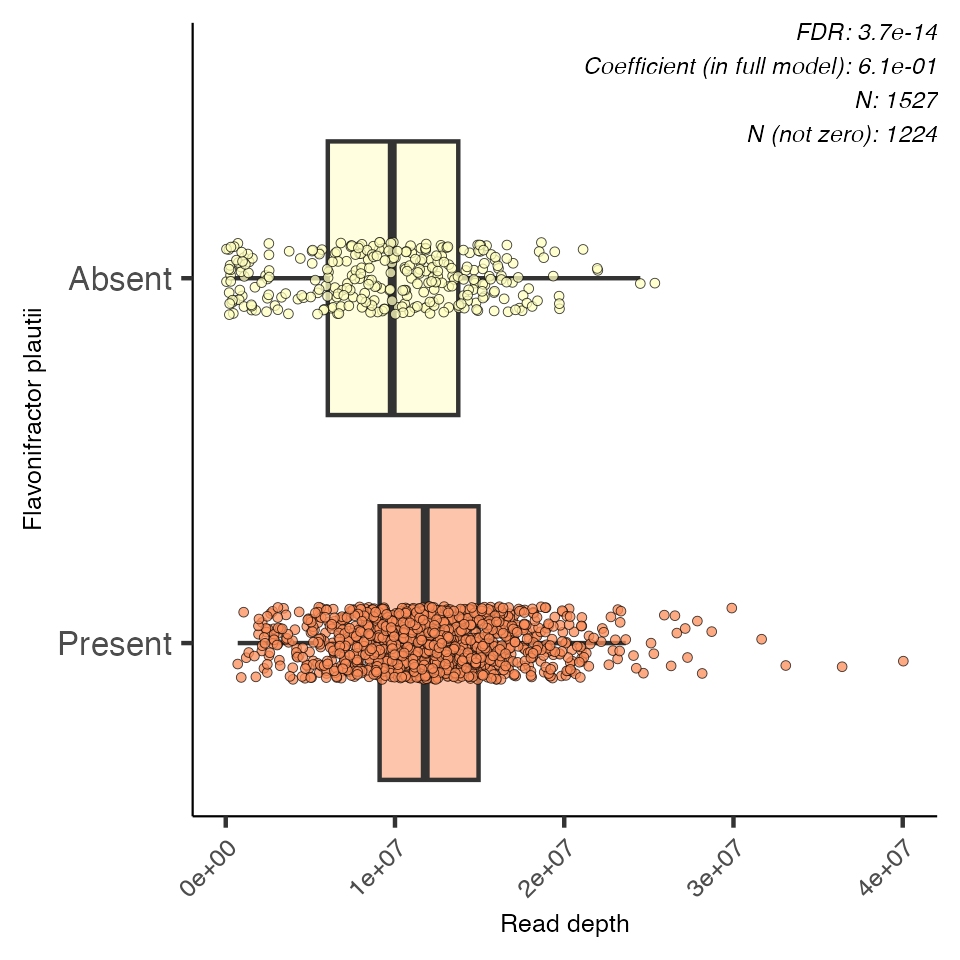 FDR: 3.7e-14
Coefficient (in full model): 6.1e-01
N: 1527
N (not zero): 1224
Flavonifractor plautii
Absent
Present
0e+00
1e+07
2e+07
3e+07
4e+07
Read depth